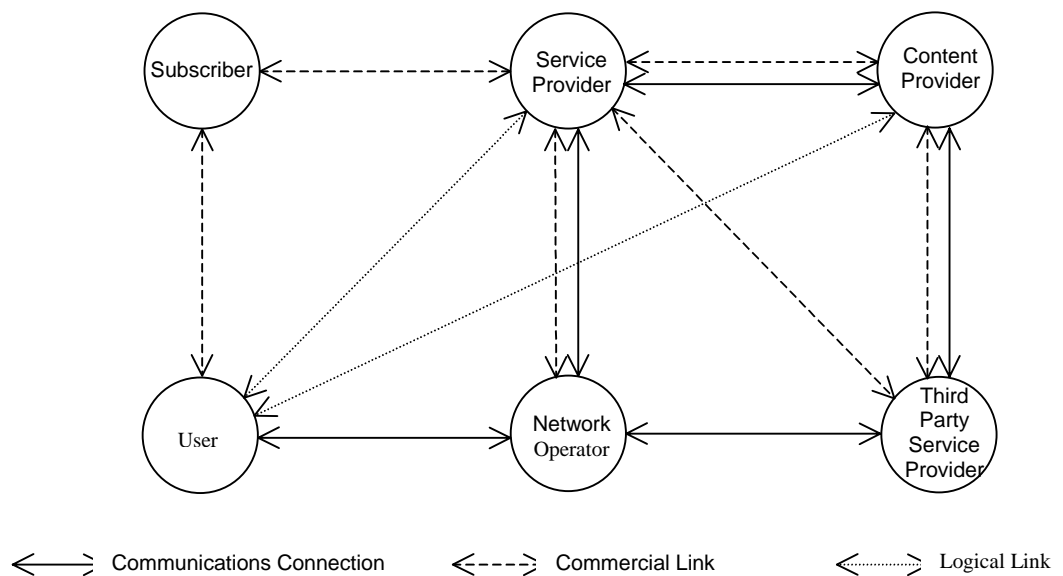 Subscriber
Service
Provider
Content
Provider
User
Network
Operator
Third
Party
Service
Provider
Communications Connection
Commercial Link
Logical Link